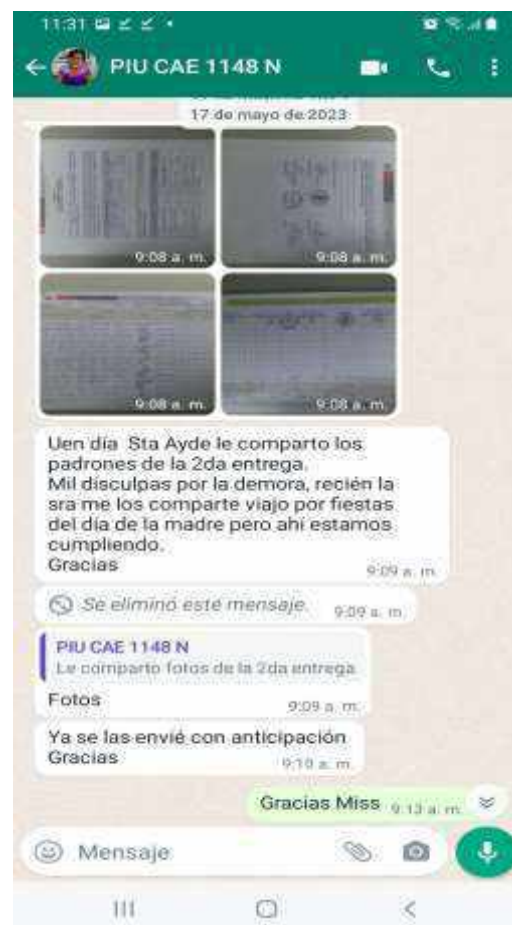 11:31
PIU CAE 1148 N
17 de mayo de 2023
9:08 a. m.
9:08 a. m.
9:08 a. m.
9:08 a. m.
Uen día Sta Ayde le comparto los
padrones de la 2da entrega.
Mil disculpas por la demora, recién la
sra me los comparte viajo por fiestas
del día de la madre pero ahí estamos
cumpliendo.
Gracias
9:09 a. m.
Se eliminó este mensaje.
9:09 a. m.
PIU CAE 1148 N
Le comparto fotos de la 2da entrega
Fotos
9:09 a. m.
Ya se las envié con anticipación
Gracias
9:10 a. m.
Gracias Miss
9:13 a. m.
Mensaje